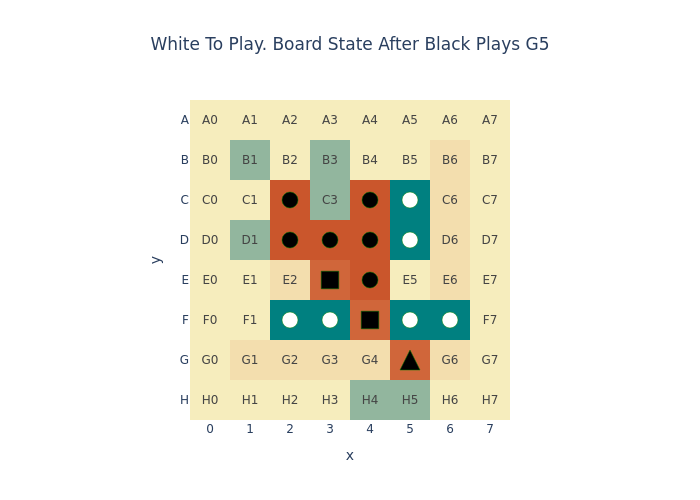 White To Play. Board State After Black Plays G5
A A0 A1 A2 A3 A4 A5 A6 A7
B B0 B1 B2 B3 B4 B5 B6 B7
C C0 C1 C3 C6 C7
D D0 D1 D6 D7
y
E E0 E1 E2 E5 E6 E7
F F0 F1 F7
G G0 G1 G2 G3 G4 G6 G7
H H0 H1 H2 H3 H4 H5 H6 H7
0 1 2 3 4 5 6 7
x